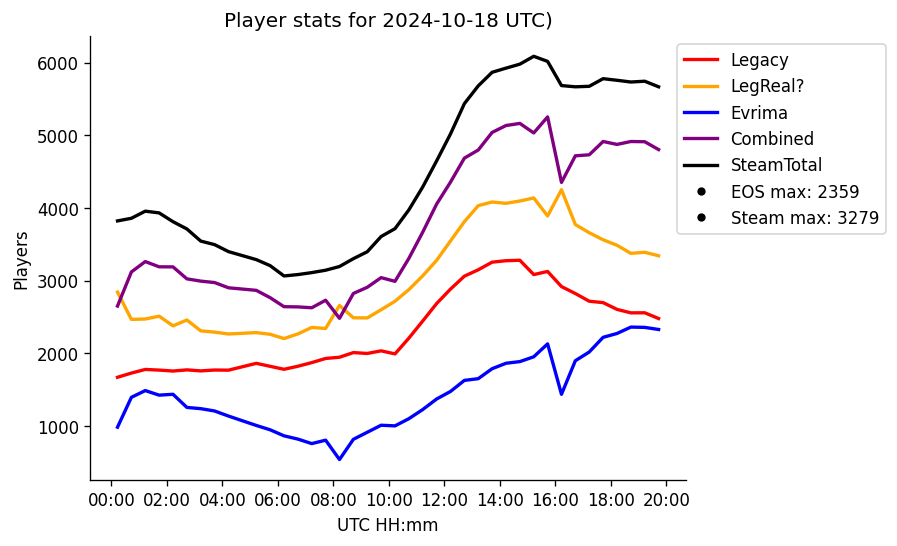 Player stats for 2024-10-18 UTC)
Players
6000
5000
4000
3000
2000
1000
00:00 02:00 04:00 06:00 08:00 10:00 12:00 14:00 16:00 18:00 20:00
UTC HH:mm
Legacy
LegReal?
Evrima
Combined
SteamTotal
EOS max: 2359
Steam max: 3279